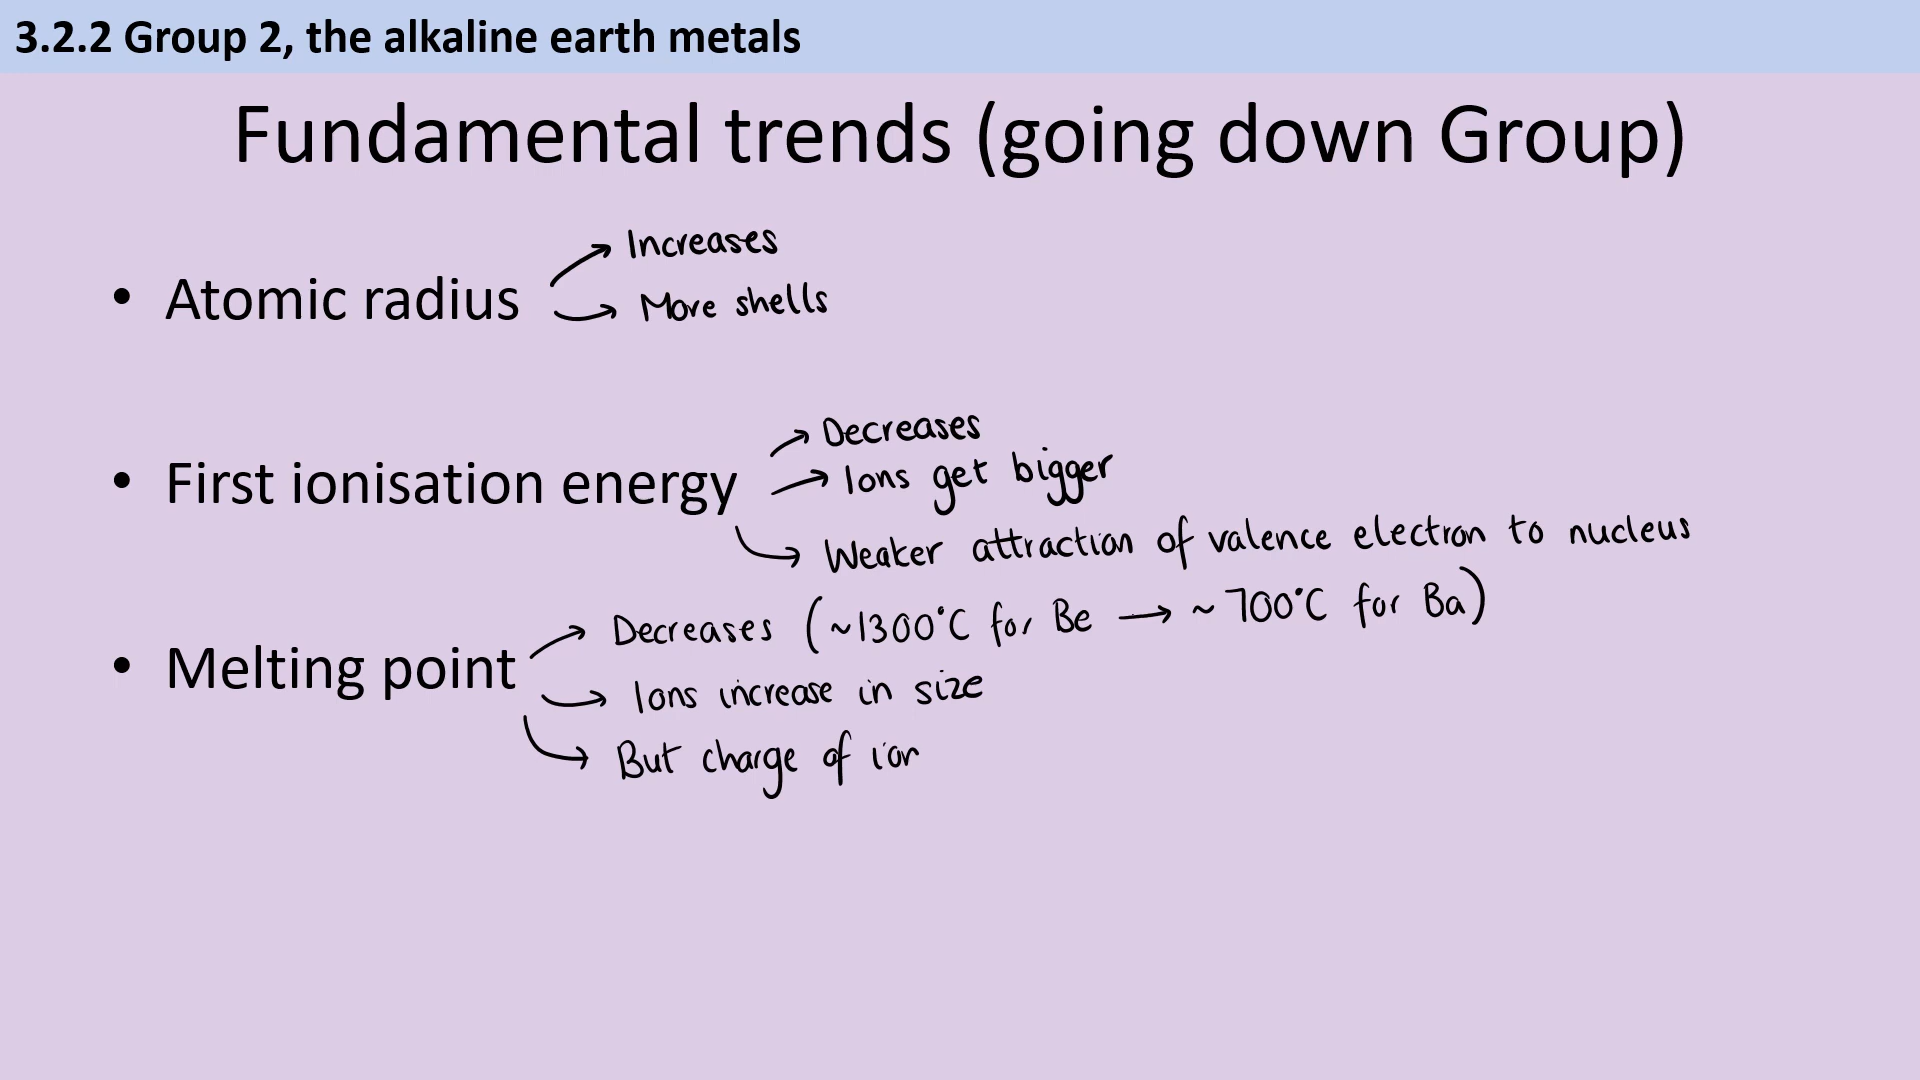 3.2.2 Group 2, the alkaline earth metals
Fundamental trends (going down Group)
• Atomic radius
→ Increases
→ More shells
• First ionisation energy
→ Decreases
→ Ions get bigger
→ Weaker attraction of valence electron to nucleus
• Melting point
→ Decreases (~1300°C for Be → ~700°C for Ba)
→ Ions increase in size
→ But charge of ion